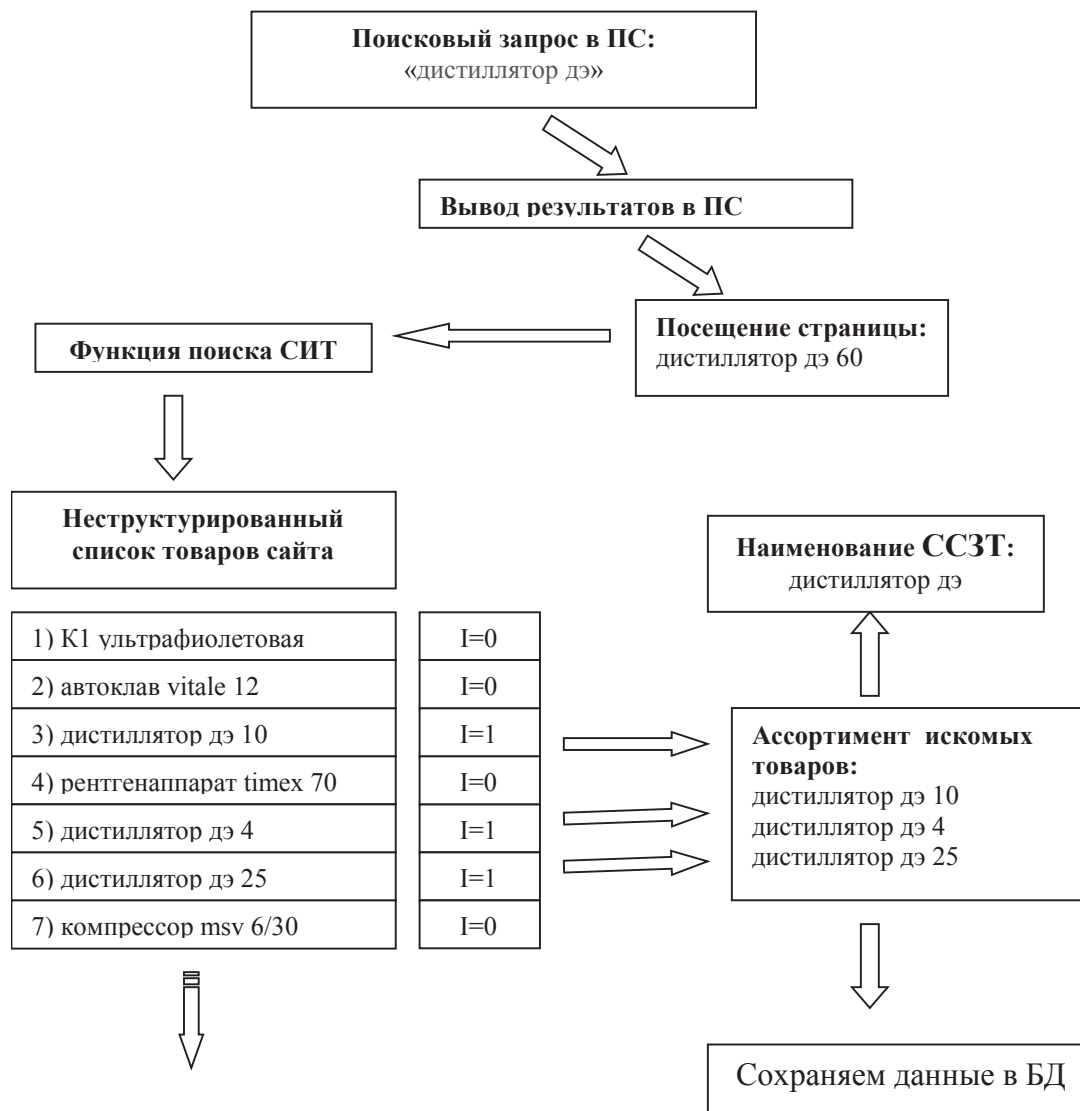 Поисковый запрос в ПС:
«дистиллятор дэ»
Вывод результатов в ПС
Посещение страницы:
дистиллятор дэ 60
Функция поиска СИТ
Неструктурированный
список товаров сайта
Наименование ССЗТ:
дистиллятор дэ
1) К1 ультрафиолетовая I=0
2) автоклав vitale 12 I=0
3) дистиллятор дэ 10 I=1
4) рентгенаппарат timex 70 I=0
5) дистиллятор дэ 4 I=1
6) дистиллятор дэ 25 I=1
7) компрессор msv 6/30 I=0
Ассортимент искомых
товаров:
дистиллятор дэ 10
дистиллятор дэ 4
дистиллятор дэ 25
Сохраняем данные в БД